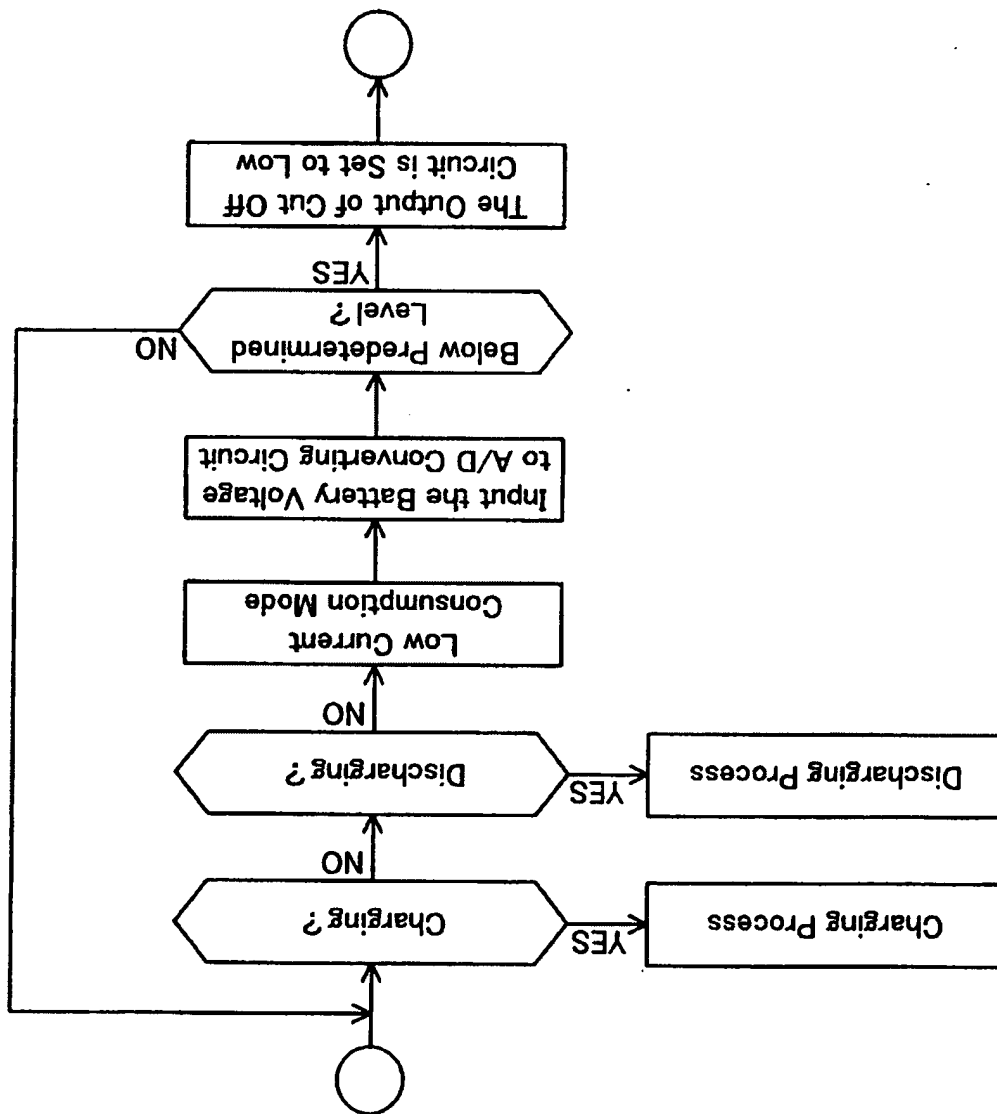 Charging?
YES
Charging Process
NO
Discharging?
YES
Discharging Process
NO
Low Current
Consumption Mode
Input the Battery Voltage
to A/D Converting Circuit
Below Predetermined
Level?
NO
YES
The Output of Cut Off
Circuit is Set to Low